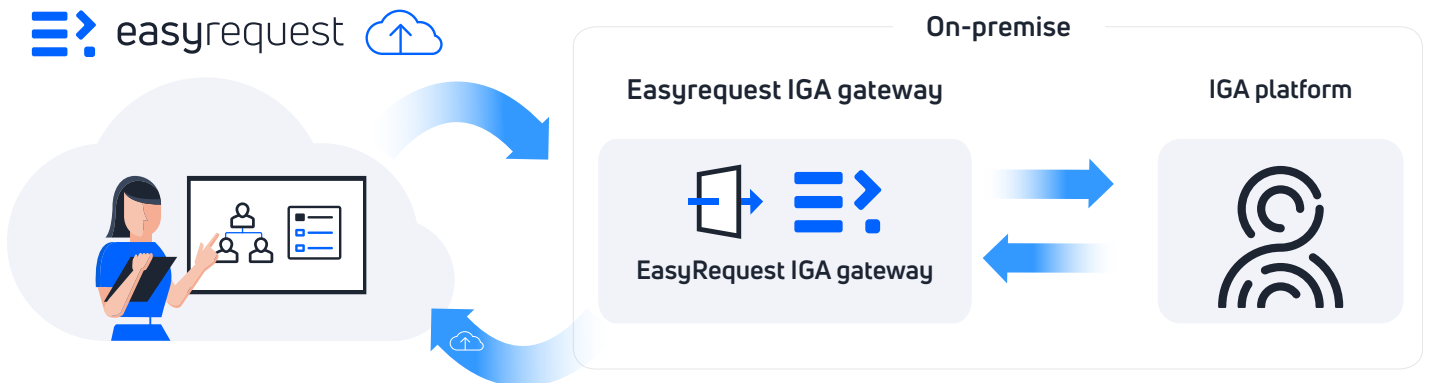 easyrequest
On-premise
Easyrequest IGA gateway
IGA platform
EasyRequest IGA gateway